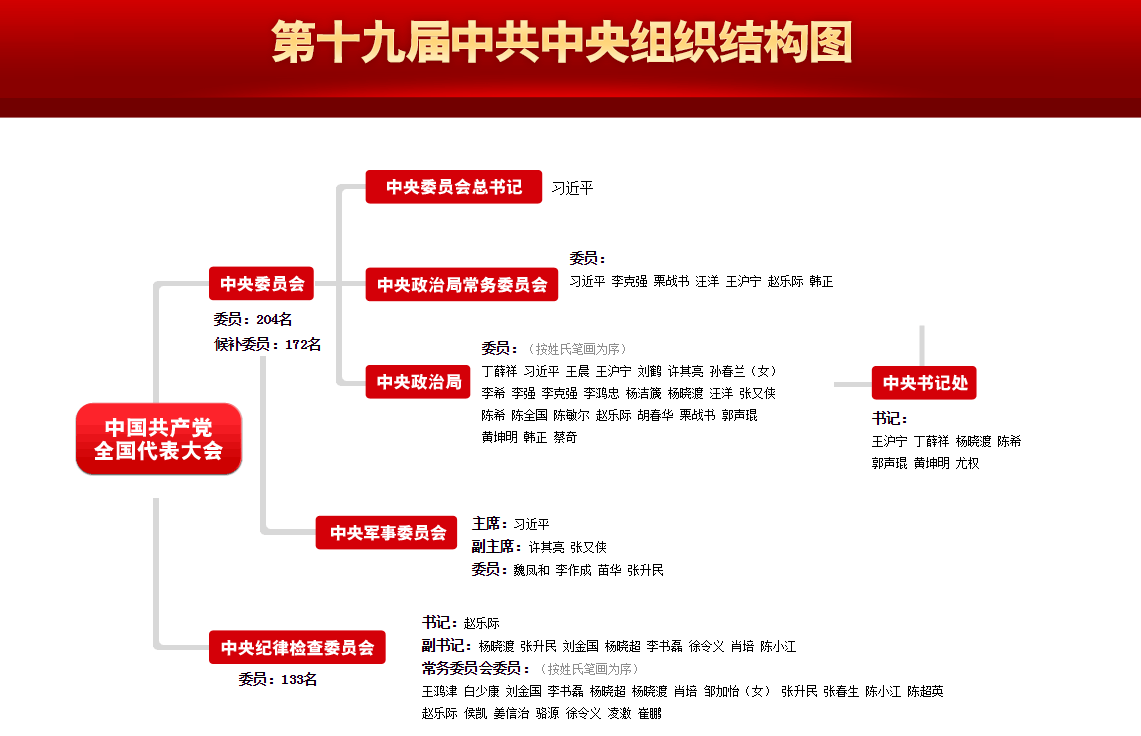 第十九届中共中央组织结构图
中央委员会总书记 习近平
委员：
中央委员会
中央政治局常务委员会
习近平 李克强 栗战书 汪洋 王沪宁 赵乐际 韩正
委员：204名
候补委员：172名
委员：（按姓氏笔画为序）
丁薛祥 习近平 王晨 王沪宁 刘鹤 许其亮 孙春兰（女）
中央政治局
李希 李强 李克强 李鸿忠 杨洁篪 杨晓渡 汪洋 张又侠
陈希 陈全国 陈敏尔 赵乐际 胡春华 栗战书 郭声琨
黄坤明 韩正 蔡奇
中央书记处
书记：
王沪宁 丁薛祥 杨晓渡 陈希
郭声琨 黄坤明 尤权
中国共产党
全国代表大会
中央军事委员会
主席：习近平
副主席：许其亮 张又侠
委员：魏凤和 李作成 苗华 张升民
中央纪律检查委员会
委员：133名
书记：赵乐际
副书记：杨晓渡 张升民 刘金国 杨晓超 李书磊 徐令义 肖培 陈小江
常务委员会委员：（按姓氏笔画为序）
王鸿津 白少康 刘金国 李书磊 杨晓超 杨晓渡 肖培 邹加怡（女） 张升民 张春生 陈小江 陈超英
赵乐际 侯凯 姜信治 骆源 徐令义 凌激 崔鹏